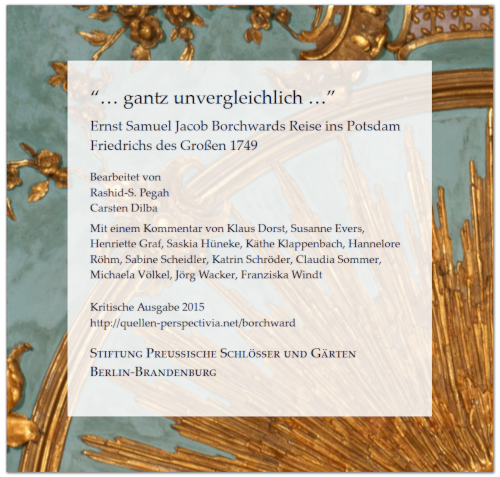 “… gantz unvergleichlich …”
Ernst Samuel Jacob Borchwards Reise ins Potsdam
Friedrichs des Großen 1749
Bearbeitet von
Rashid-S. Pegah
Carsten Dilba
Mit einem Kommentar von Klaus Dorst, Susanne Evers,
Henriette Graf, Saskia Hüneke, Käthe Klappenbach, Hannelore
Röhm, Sabine Scheidler, Katrin Schröder, Claudia Sommer,
Michaela Völkel, Jörg Wacker, Franziska Windt
Kritische Ausgabe 2015
http://quellen-perspectivia.net/borchward
Stiftung Preussische Schlösser und Gärten
Berlin-Brandenburg